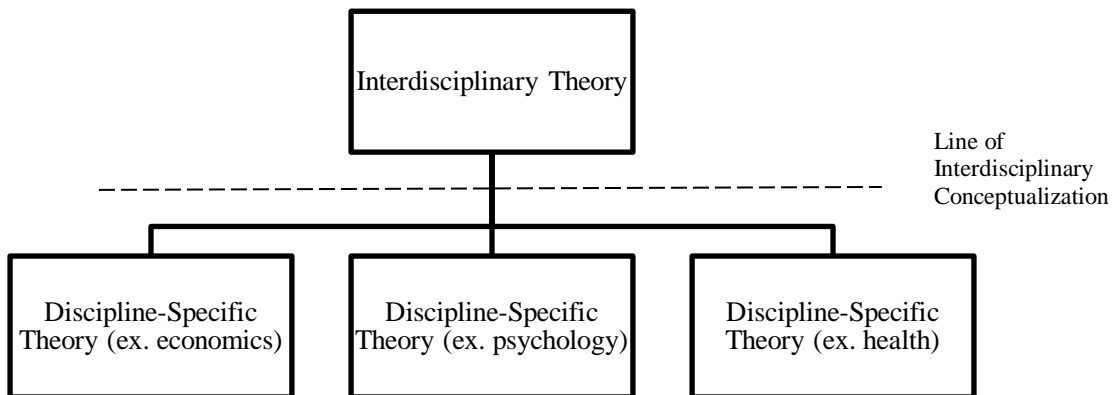 Interdisciplinary Theory
Line of
Interdisciplinary
Conceptualization
Discipline-Specific
Theory (ex. economics)
Discipline-Specific
Theory (ex. psychology)
Discipline-Specific
Theory (ex. health)